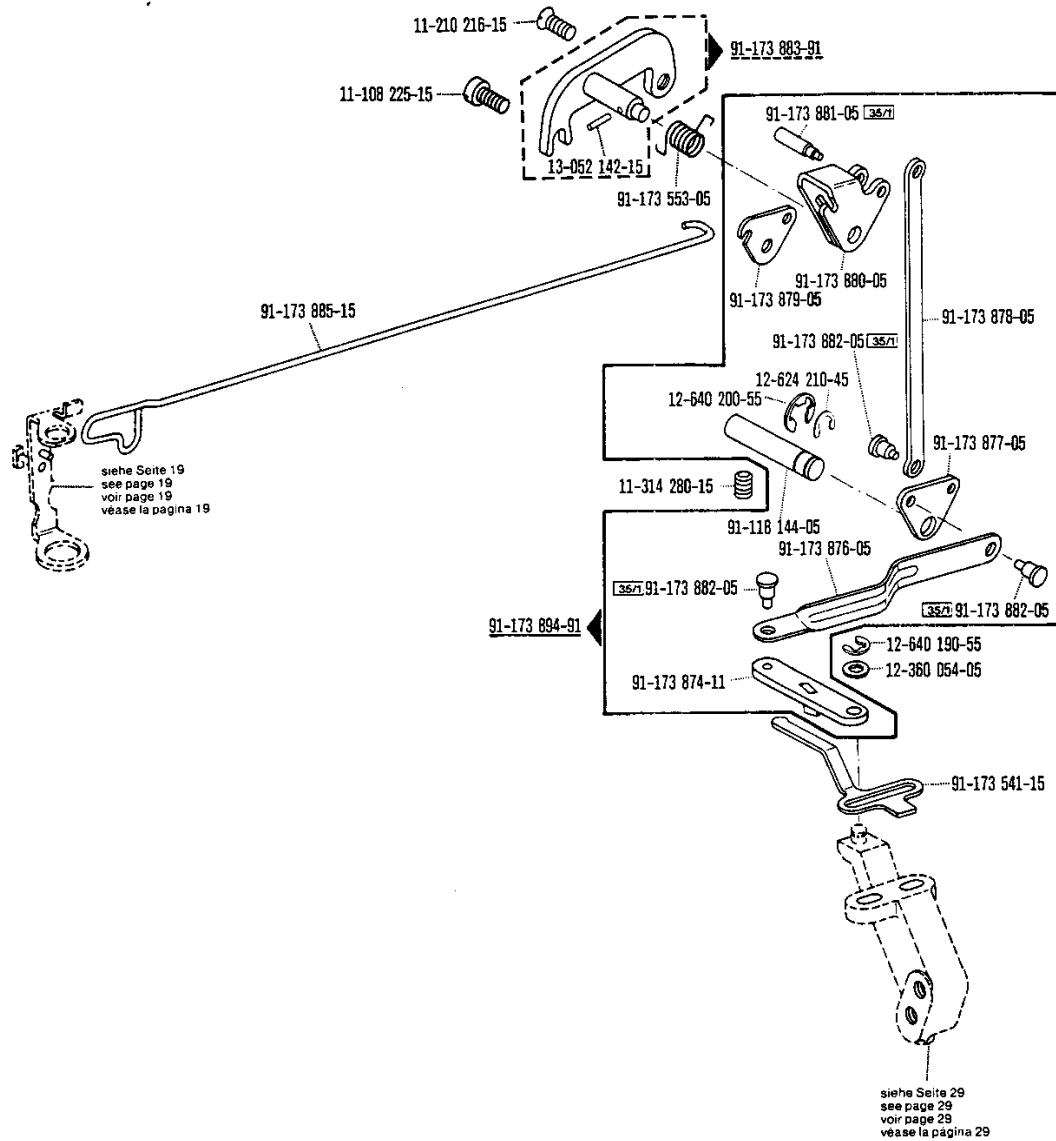 11-210 216-15
91-173 883-91
11-108 225-15
91-173 881-05 35/1
13-052 142-15
91-173 553-05
91-173 880-05
91-173 879-05
91-173 885-15
91-173 878-05
91-173 882-05 35/1
12-624 210-45
12-640 200-55
91-173 877-05
siehe Seite 19
see page 19
voir page 19
véase la pagina 19
11-314 280-15
91-118 144-05
91-173 876-05
35/1 91-173 882-05
35/1 91-173 882-05
91-173 894-91
12-640 190-55
12-360 054-05
91-173 874-11
91-173 541-15
siehe Seite 29
see page 29
voir page 29
véase la página 29